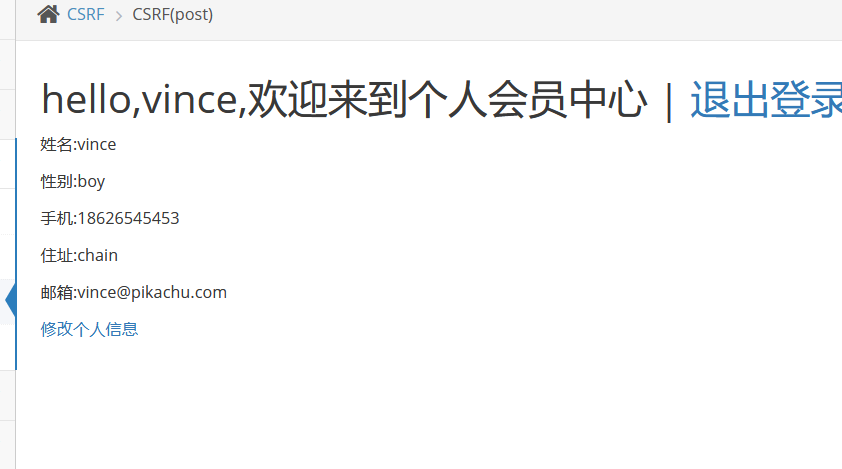 CSRF > CSRF(post)
hello,vince,欢迎来到个人会员中心 | 退出登录
姓名:vince
性别:boy
手机:18626545453
住址:chain
邮箱:vince@pikachu.com
修改个人信息